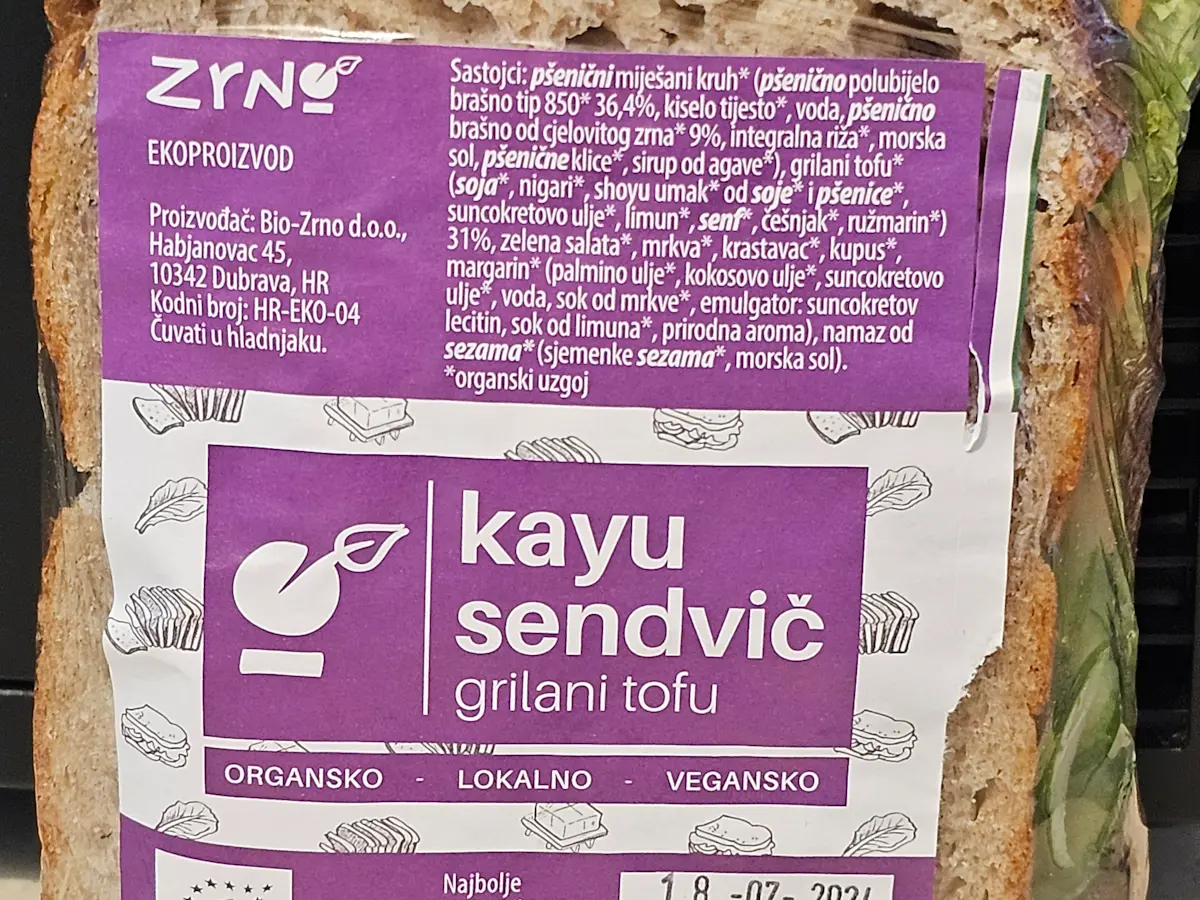 ZRNO
EKOPROIZVOD
Proizvođač: Bio-Zrno d.o.o.,
Habjanovac 45,
10342 Dubrava, HR
Kodni broj: HR-EKO-04
Čuvati u hladnjaku.
Sastojci: pšenični miješani kruh* (pšenično polubijelo
brašno tip 850* 36,4%, kiselo tijesto*, voda, pšenično
brašno od cjelovitog zrna* 9%, integralna riža*, morska
sol, pšenične klice*, sirup od agave*), grilani tofu*
(soja*, nigari*, shoyu umak* od soje* i pšenice*,
suncokretovo ulje*, limun*, senf*, češnjak*, ružmarin*)
31%, zelena salata*, mrkva*, krastavac*, kupus*,
margarin* (palmino ulje*, kokosovo ulje*, suncokretovo
ulje*, voda, sok od mrkve*, emulgator: suncokretov
lecitin, sok od limuna*, prirodna aroma), namaz od
sezama* (sjemenke sezama*, morska sol).
*organski uzgoj
kayu
sendvič
grilani tofu
ORGANSKO - LOKALNO - VEGANSKO
Najbolje
18 -07- 2024